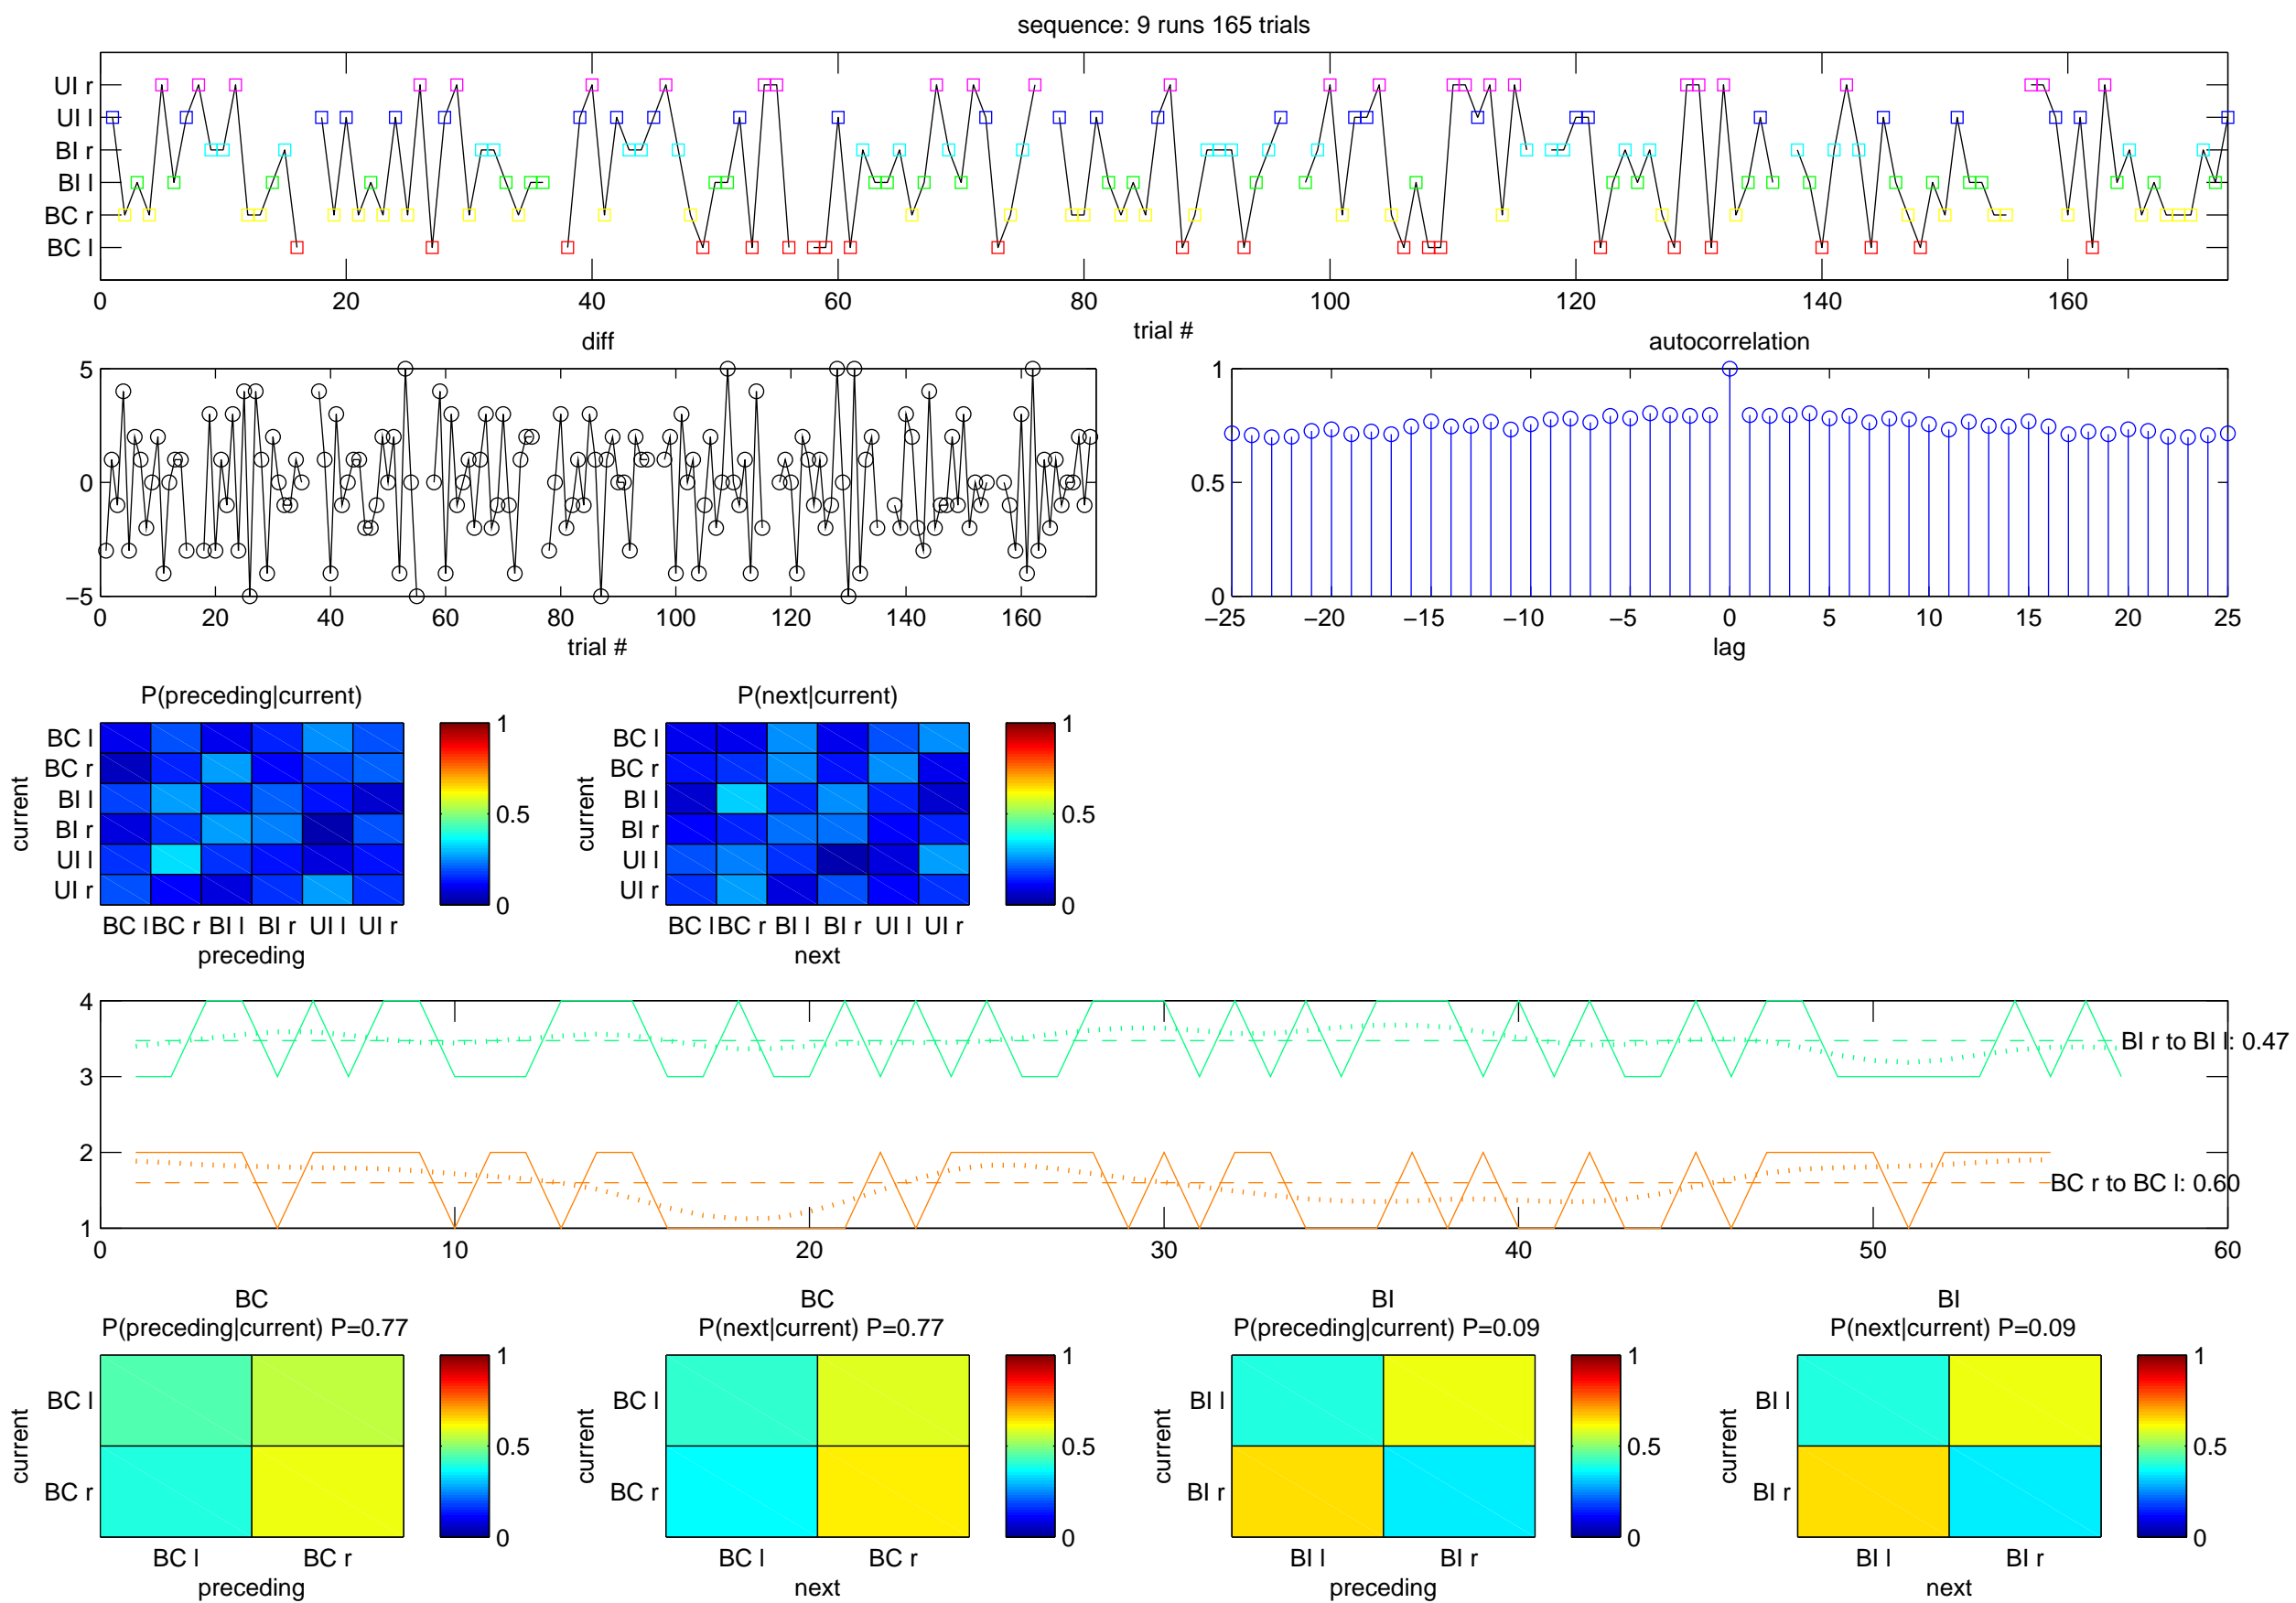 sequence: 9 runs 165 trials
UI r
UI l
BI r
BI l
BC r
BC l
0 20 40 60 80 100 120 140 160
trial #
diff
5
0
−5
0 20 40 60 80 100 120 140 160
trial #
autocorrelation
1
0.5
0
−25 −20 −15 −10 −5 0 5 10 15 20 25
lag
P(preceding|current)
current
BC l
BC r
BI l
BI r
UI l
UI r
BC l BC r BI l BI r UI l UI r
preceding
1
0.5
0
P(next|current)
current
BC l
BC r
BI l
BI r
UI l
UI r
BC l BC r BI l BI r UI l UI r
next
1
0.5
0
4
3
2
1
0 10 20 30 40 50 60
BI r to BI l: 0.47
BC r to BC l: 0.60
BC
P(preceding|current) P=0.77
current
BC l
BC r
BC l BC r
preceding
1
0.5
0
BC
P(next|current) P=0.77
current
BC l
BC r
BC l BC r
next
1
0.5
0
BI
P(preceding|current) P=0.09
current
BI l
BI r
BI l BI r
preceding
1
0.5
0
BI
P(next|current) P=0.09
current
BI l
BI r
BI l BI r
next
1
0.5
0